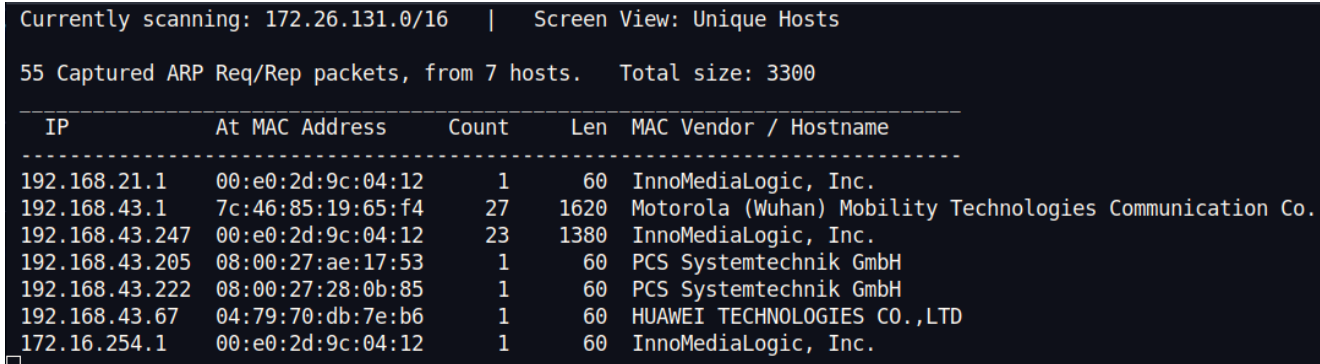 Currently scanning: 172.26.131.0/16   |   Screen View: Unique Hosts
55 Captured ARP Req/Rep packets, from 7 hosts.   Total size: 3300
_____________________________________________________________________________
IP            At MAC Address     Count     Len  MAC Vendor / Hostname
-----------------------------------------------------------------------------
192.168.21.1    00:e0:2d:9c:04:12      1      60  InnoMediaLogic, Inc.
192.168.43.1    7c:46:85:19:65:f4     27    1620  Motorola (Wuhan) Mobility Technologies Communication Co.
192.168.43.247  00:e0:2d:9c:04:12     23    1380  InnoMediaLogic, Inc.
192.168.43.205  08:00:27:ae:17:53      1      60  PCS Systemtechnik GmbH
192.168.43.222  08:00:27:28:0b:85      1      60  PCS Systemtechnik GmbH
192.168.43.67   04:79:70:db:7e:b6      1      60  HUAWEI TECHNOLOGIES CO.,LTD
172.16.254.1    00:e0:2d:9c:04:12      1      60  InnoMediaLogic, Inc.